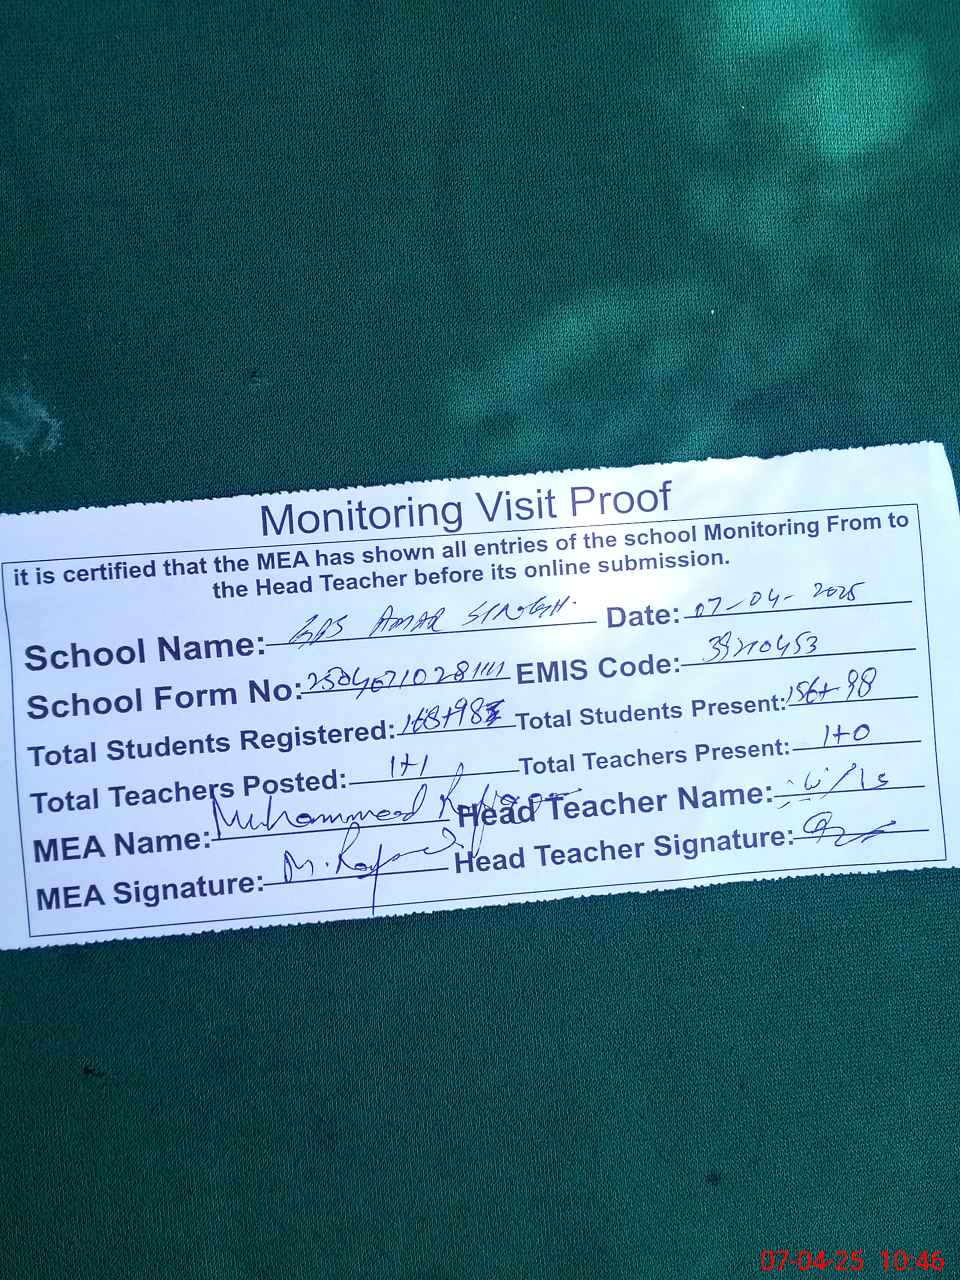 Monitoring Visit Proof
it is certified that the MEA has shown all entries of the school Monitoring From to
the Head Teacher before its online submission.
School Name: GPS AMAR SINGH. Date: 07-04-2025
School Form No: EMIS Code: 39210453
Total Students Registered: 168+98 Total Students Present: 156+98
Total Teachers Posted: 1+1 Total Teachers Present: 1+0
MEA Name: Muhammad Head Teacher Name:
MEA Signature: M. Head Teacher Signature:
07-04-25 10:46